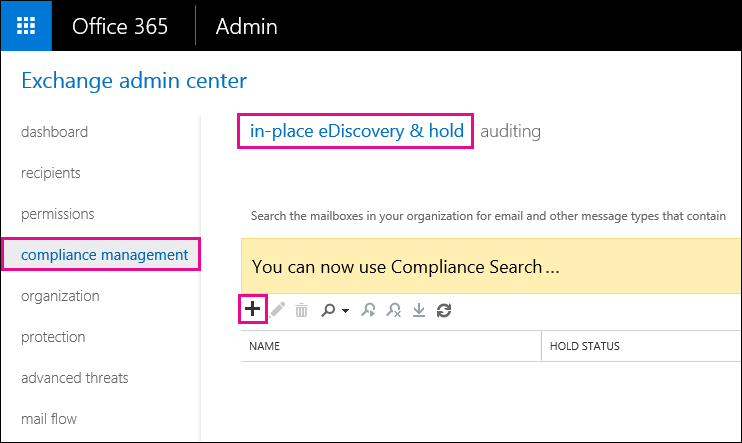 Office 365 Admin
Exchange admin center
dashboard
recipients
permissions
compliance management
organization
protection
advanced threats
mail flow
in-place eDiscovery & hold auditing
Search the mailboxes in your organization for email and other message types that contain
You can now use Compliance Search...
NAME HOLD STATUS